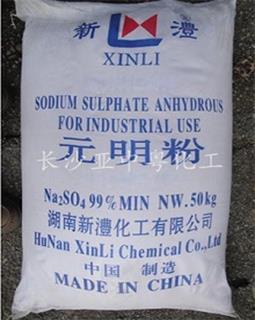 新 澧
XINLI
SODIUM SULPHATE ANHYDROUS
FOR INDUSTRIAL USE
元明粉
长沙亚中粤化工
Na₂SO₄ 99% MIN NW. 50kg
湖南新澧化工有限公司
HuNan XinLi Chemical Co.,Ltd
中国 制造
MADE IN CHINA